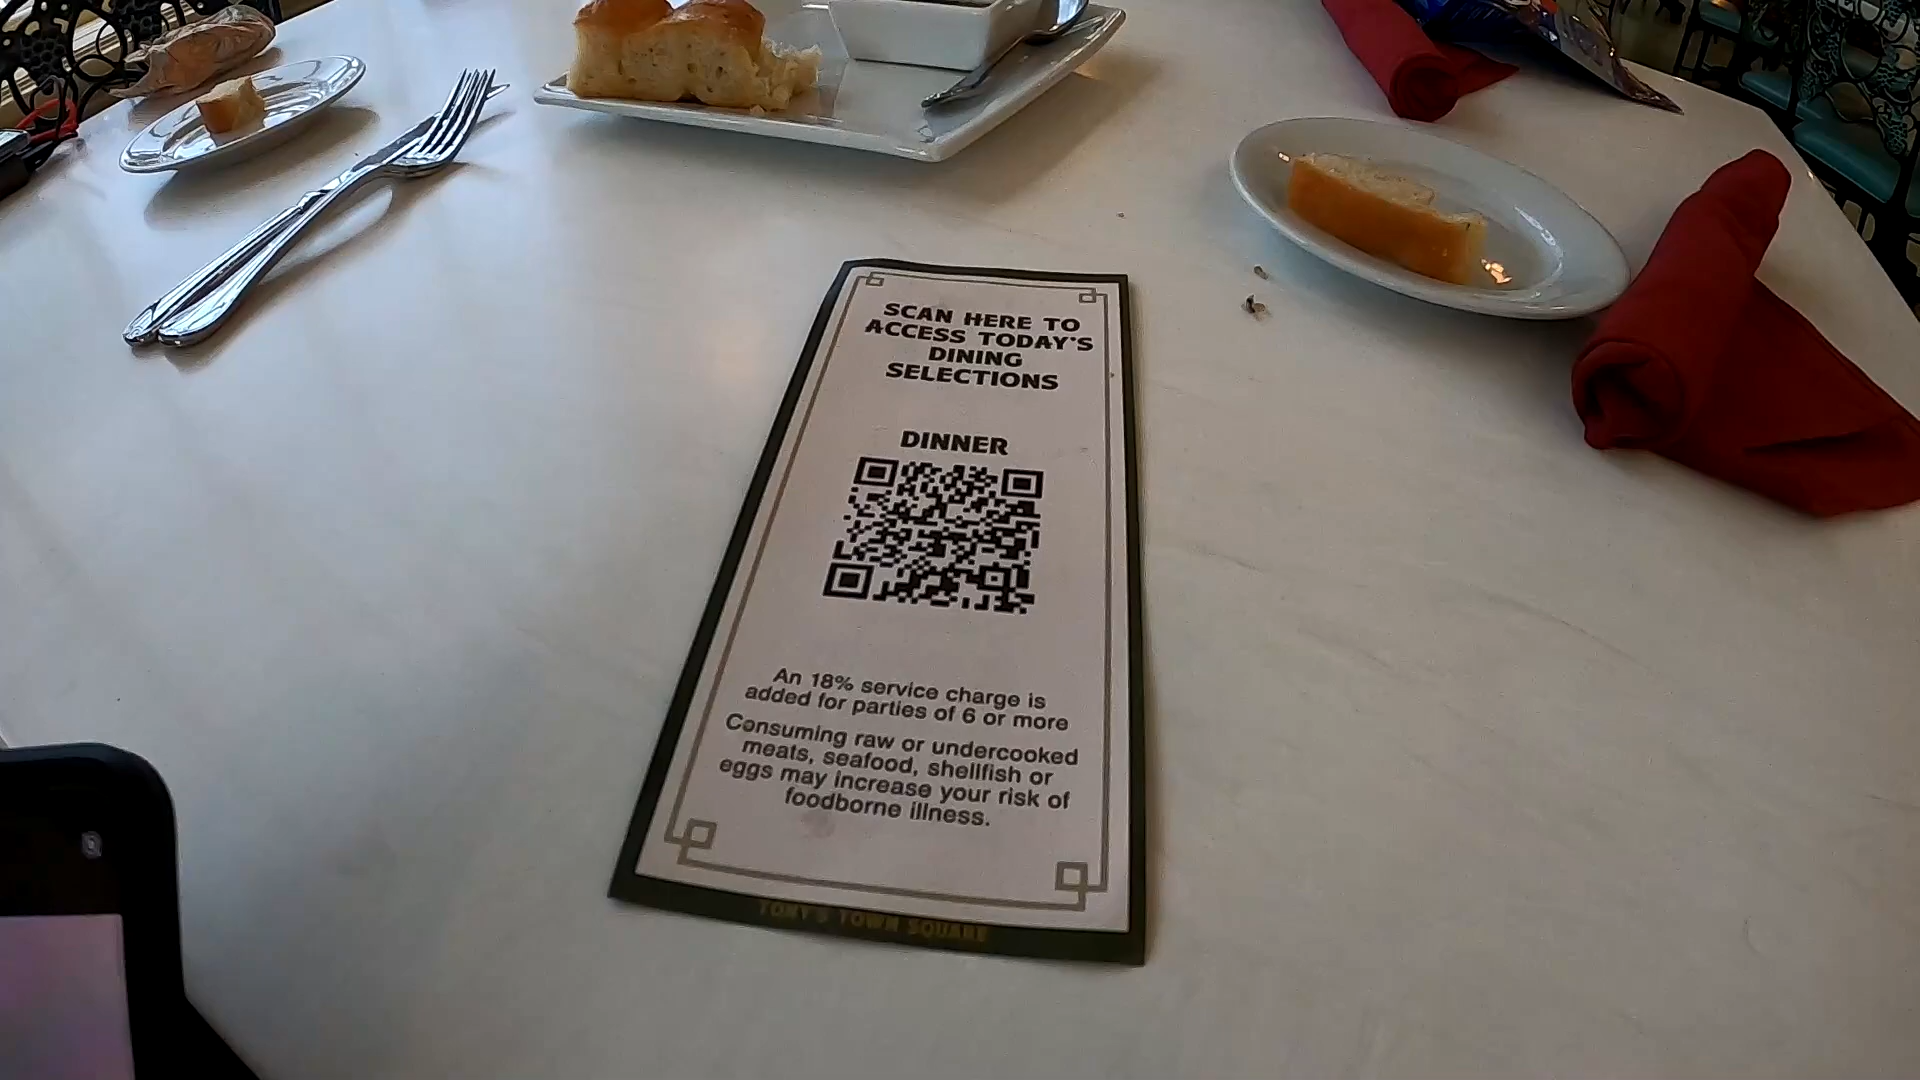 SCAN HERE TO
ACCESS TODAY'S
DINING
SELECTIONS
DINNER
An 18% service charge is
added for parties of 6 or more
Consuming raw or undercooked
meats, seafood, shellfish or
eggs may increase your risk of
foodborne illness.
TONY'S TOWN SQUARE